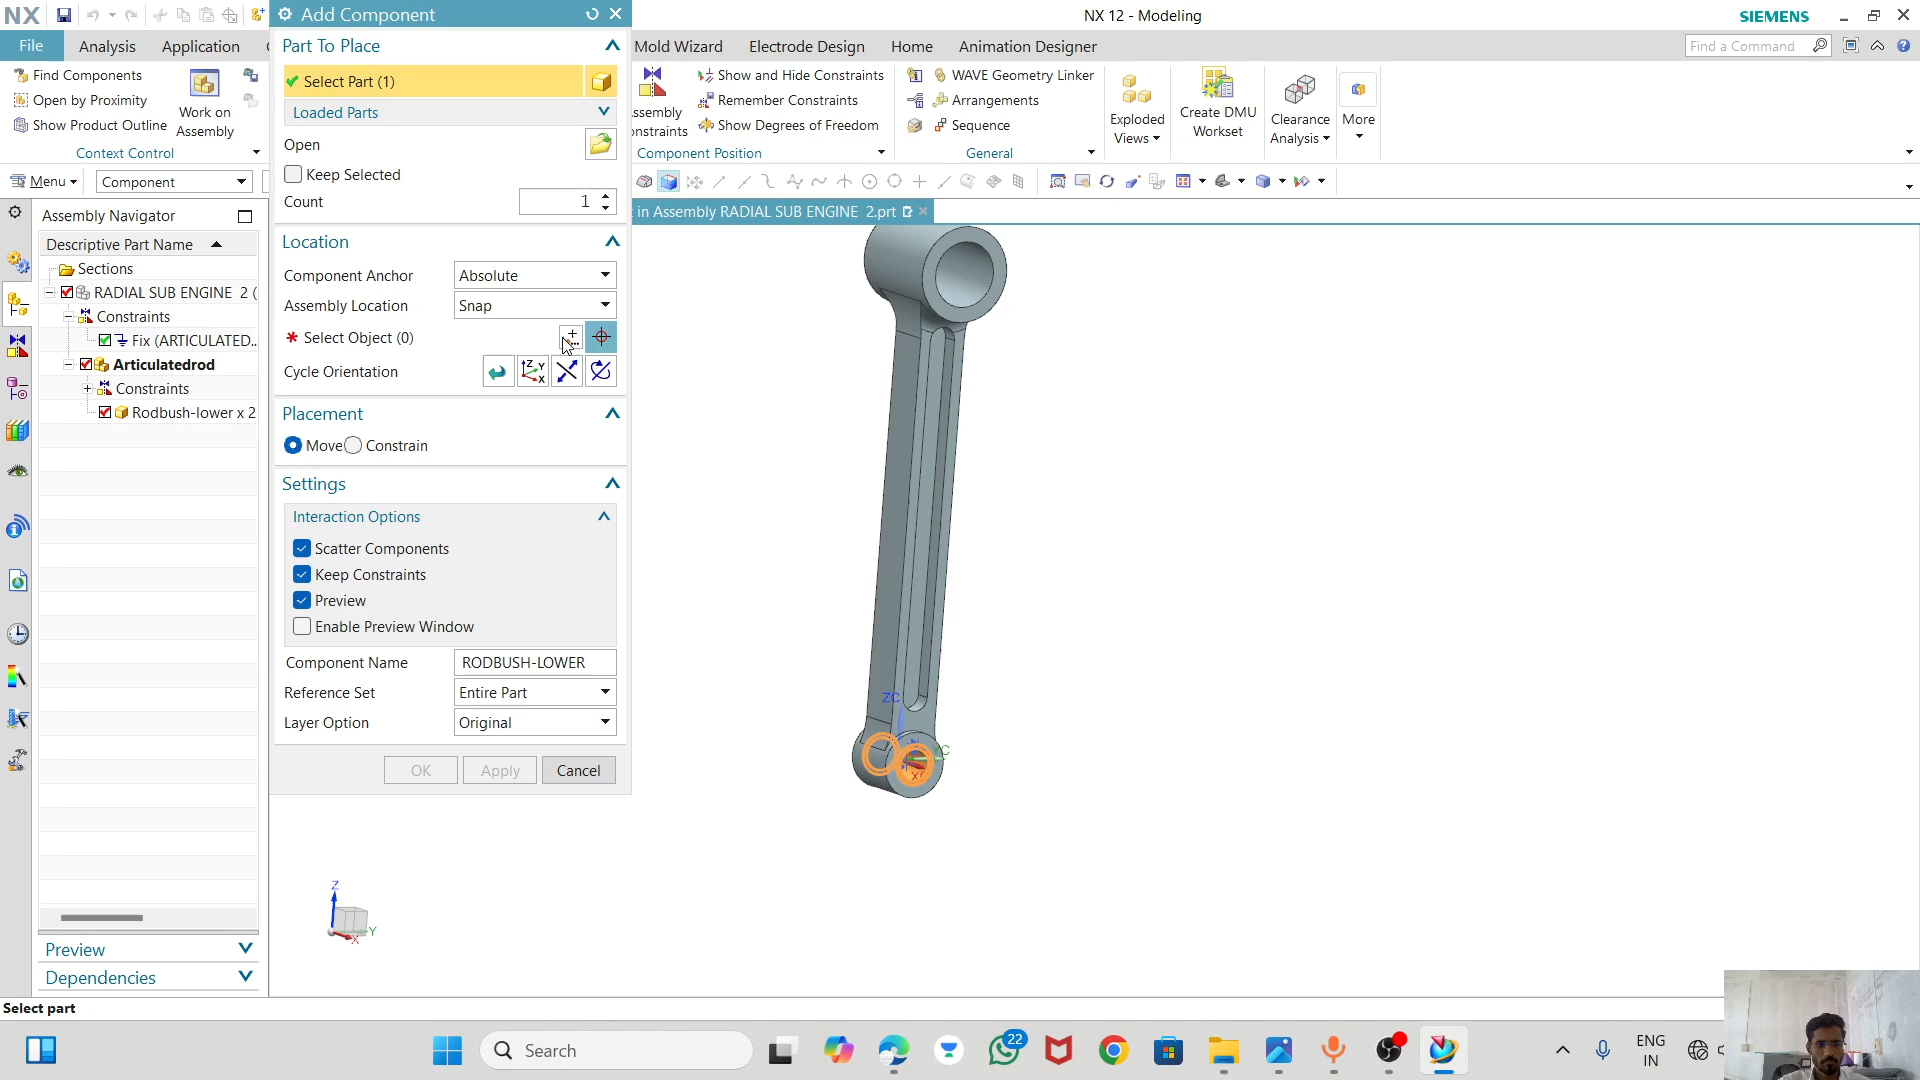 NX
Add Component
NX 12 - Modeling
SIEMENS
File
Analysis
Application
Mold Wizard
Electrode Design
Home
Animation Designer
Find a Command
Find Components
Open by Proximity
Show Product Outline
Work on
Assembly
Context Control
Part To Place
Select Part (1)
Loaded Parts
Open
Keep Selected
Count
1
ssembly
onstraints
Show and Hide Constraints
Remember Constraints
Show Degrees of Freedom
Component Position
WAVE Geometry Linker
Arrangements
Sequence
General
Exploded
Views
Create DMU
Workset
Clearance
Analysis
More
Menu
Component
in Assembly RADIAL SUB ENGINE 2.prt
Assembly Navigator
Descriptive Part Name
Sections
RADIAL SUB ENGINE 2 (
Constraints
Fix (ARTICULATED..
Articulatedrod
Constraints
Rodbush-lower x 2
Location
Component Anchor
Absolute
Assembly Location
Snap
* Select Object (0)
Cycle Orientation
Placement
Move
Constrain
Settings
Interaction Options
Scatter Components
Keep Constraints
Preview
Enable Preview Window
Component Name
RODBUSH-LOWER
Reference Set
Entire Part
Layer Option
Original
OK
Apply
Cancel
ZC
Z
Y
X
Preview
Dependencies
Select part
Search
22
ENG
IN